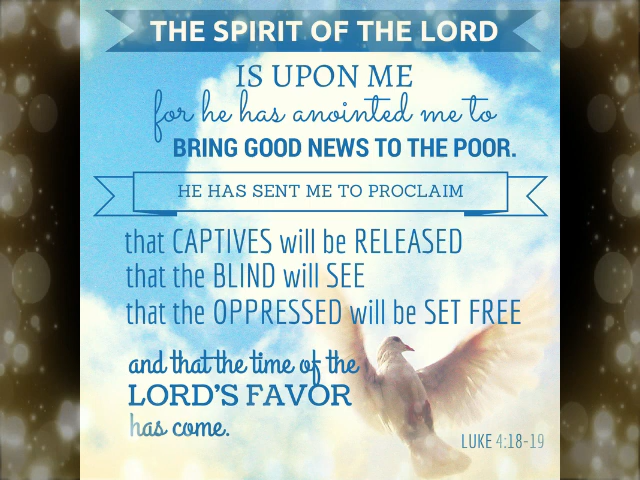 THE SPIRIT OF THE LORD
IS UPON ME
for he has anointed me to
BRING GOOD NEWS TO THE POOR.
HE HAS SENT ME TO PROCLAIM
that CAPTIVES will be RELEASED
that the BLIND will SEE
that the OPPRESSED will be SET FREE
and that the time of the
LORD'S FAVOR
has come.
LUKE 4:18-19